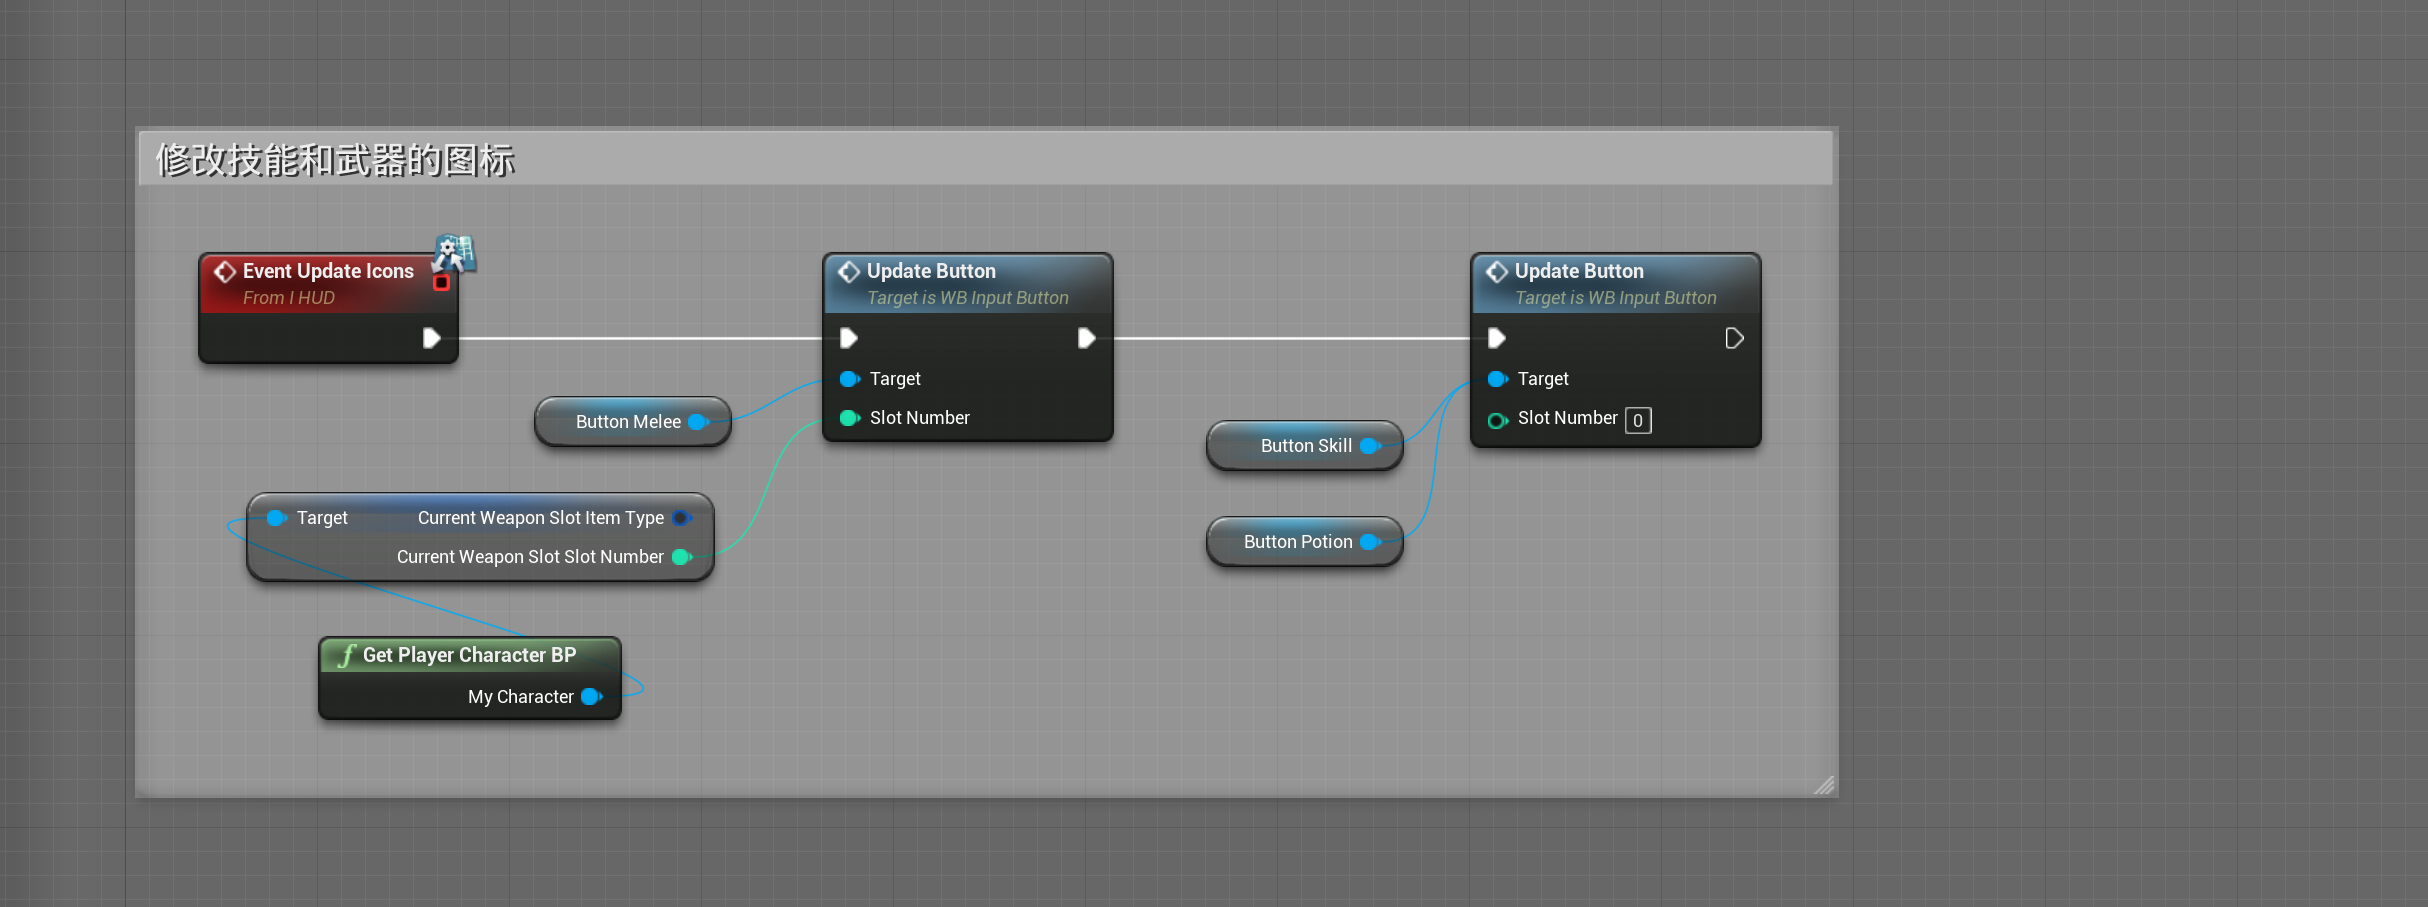 修改技能和武器的图标
Event Update Icons
From I HUD
Update Button
Target is WB Input Button
Target
Slot Number
Update Button
Target is WB Input Button
Target
Slot Number 0
Button Melee
Button Skill
Target Current Weapon Slot Item Type
Current Weapon Slot Slot Number
Button Potion
f Get Player Character BP
My Character